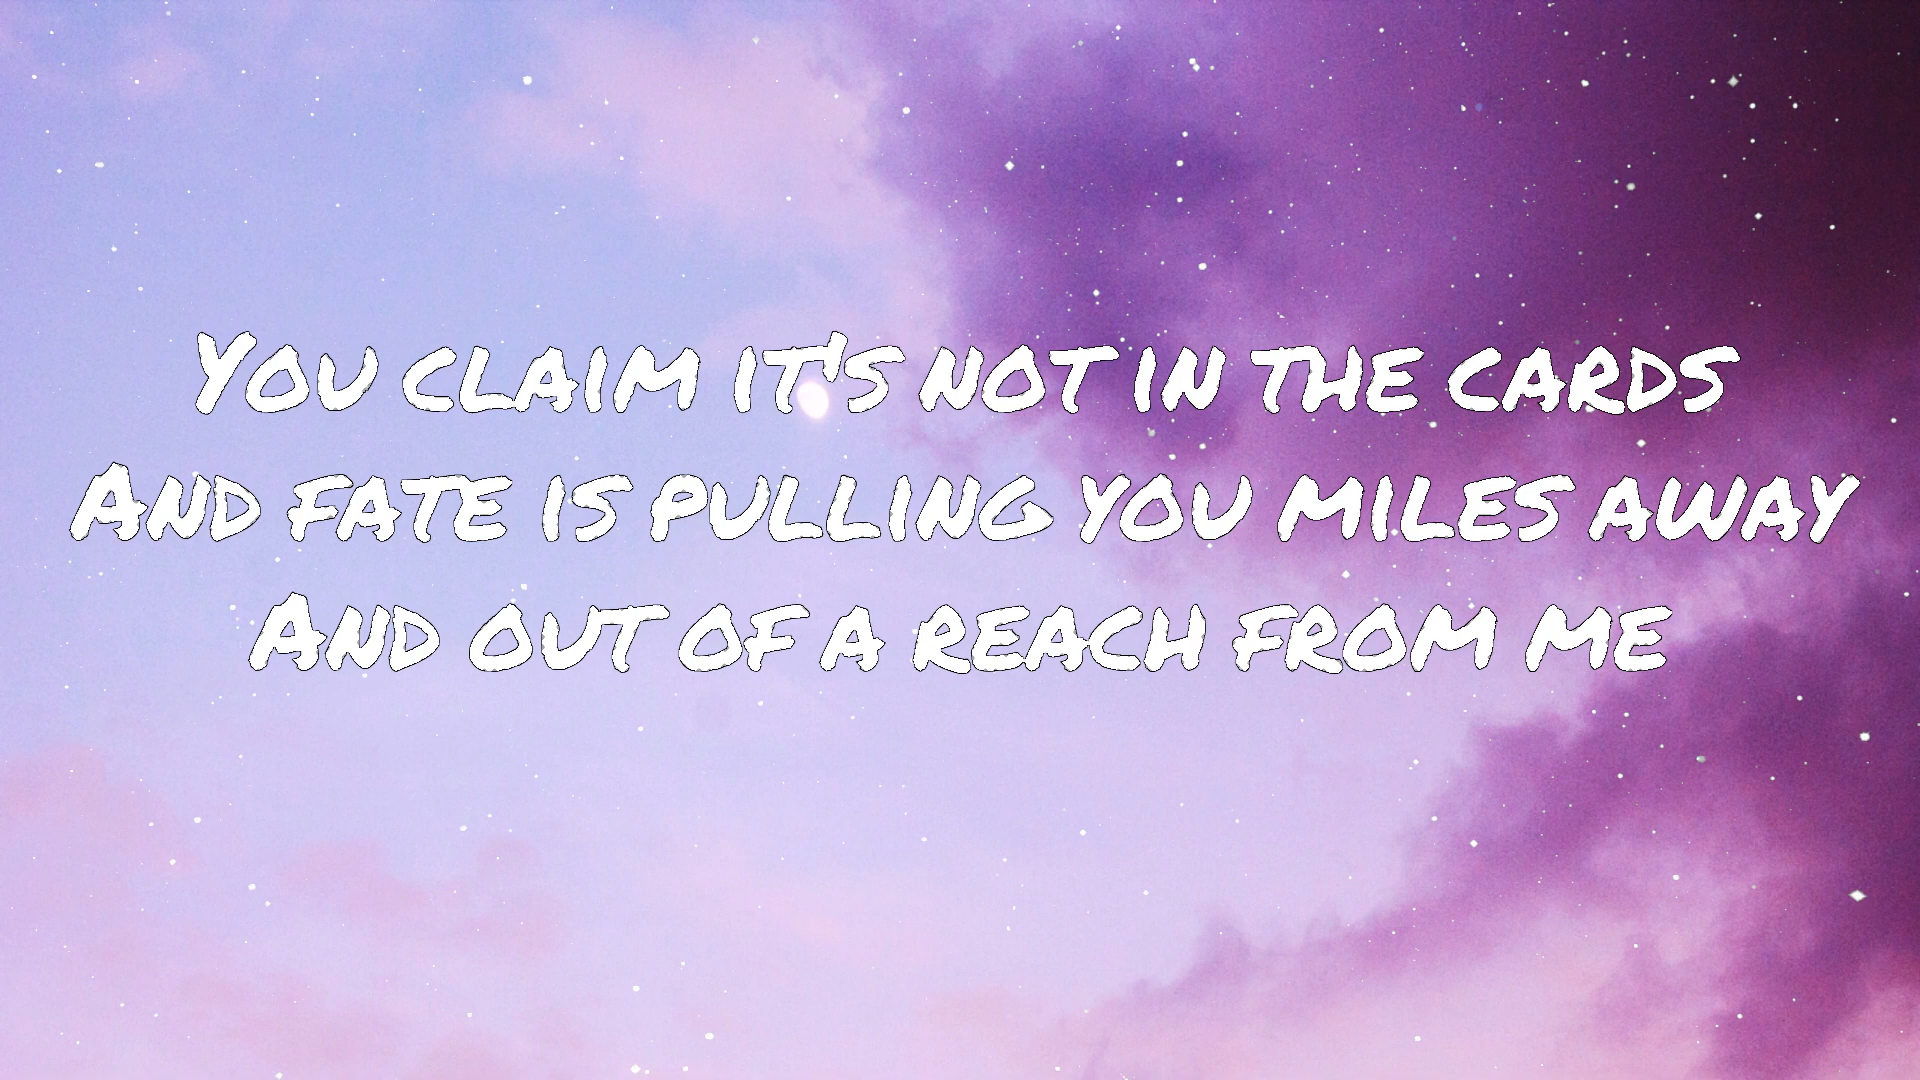 You claim it's not in the cards
And fate is pulling you miles away
And out of a reach from me